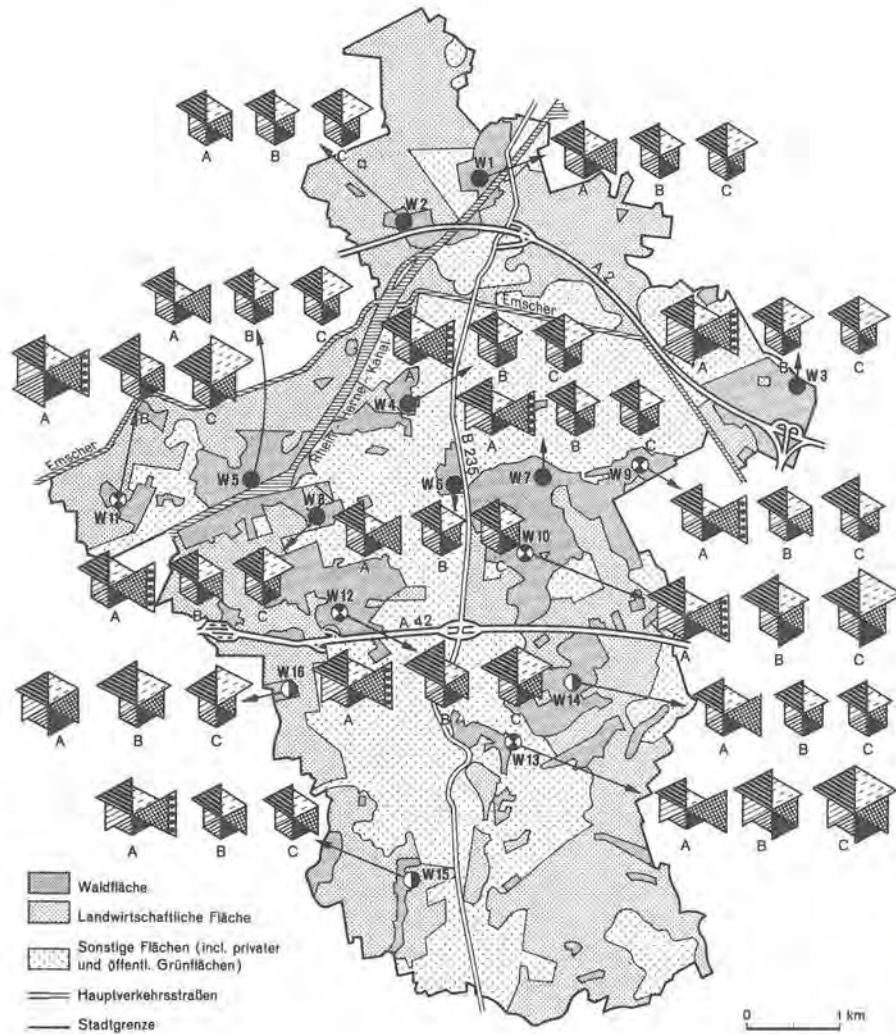 A B C
W1
A B C
W2
A 2
Emscher
A B C
A B C
A B C
W3
Rhein-Herne-Kanal
A B C
W4
B 235
A B C
Emscher
W11
W5
W8
W6
W7
W9
W10
A B C
A B C
A B C
W12
A 42
A B C
W16
A B C
A B C
W14
A B C
W13
A B C
A B C
W15
Waldfläche
Landwirtschaftliche Fläche
Sonstige Flächen (incl. privater
und öffentl. Grünflächen)
Hauptverkehrsstraßen
Stadtgrenze
0 1 km